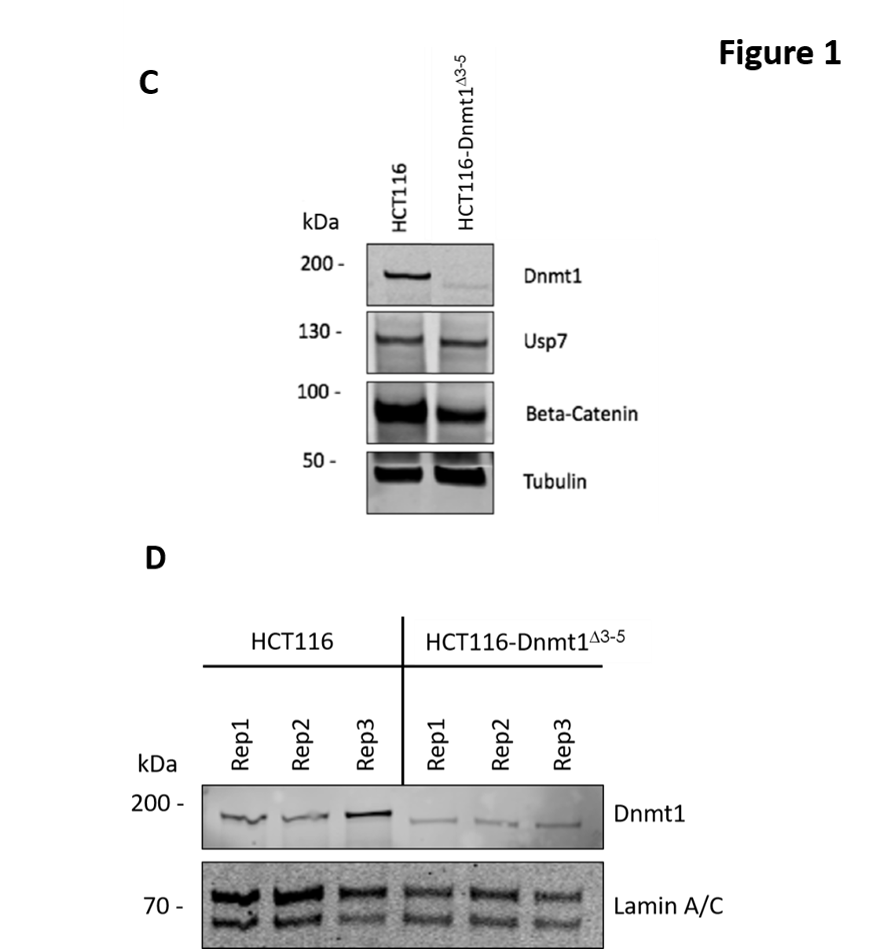 Figure 1
C
HCT116
HCT116-Dnmt1Δ3-5
kDa
200 -
Dnmt1
130 -
Usp7
100 -
Beta-Catenin
50 -
Tubulin
D
HCT116
HCT116-Dnmt1Δ3-5
Rep1
Rep2
Rep3
Rep1
Rep2
Rep3
kDa
200 -
Dnmt1
70 -
Lamin A/C